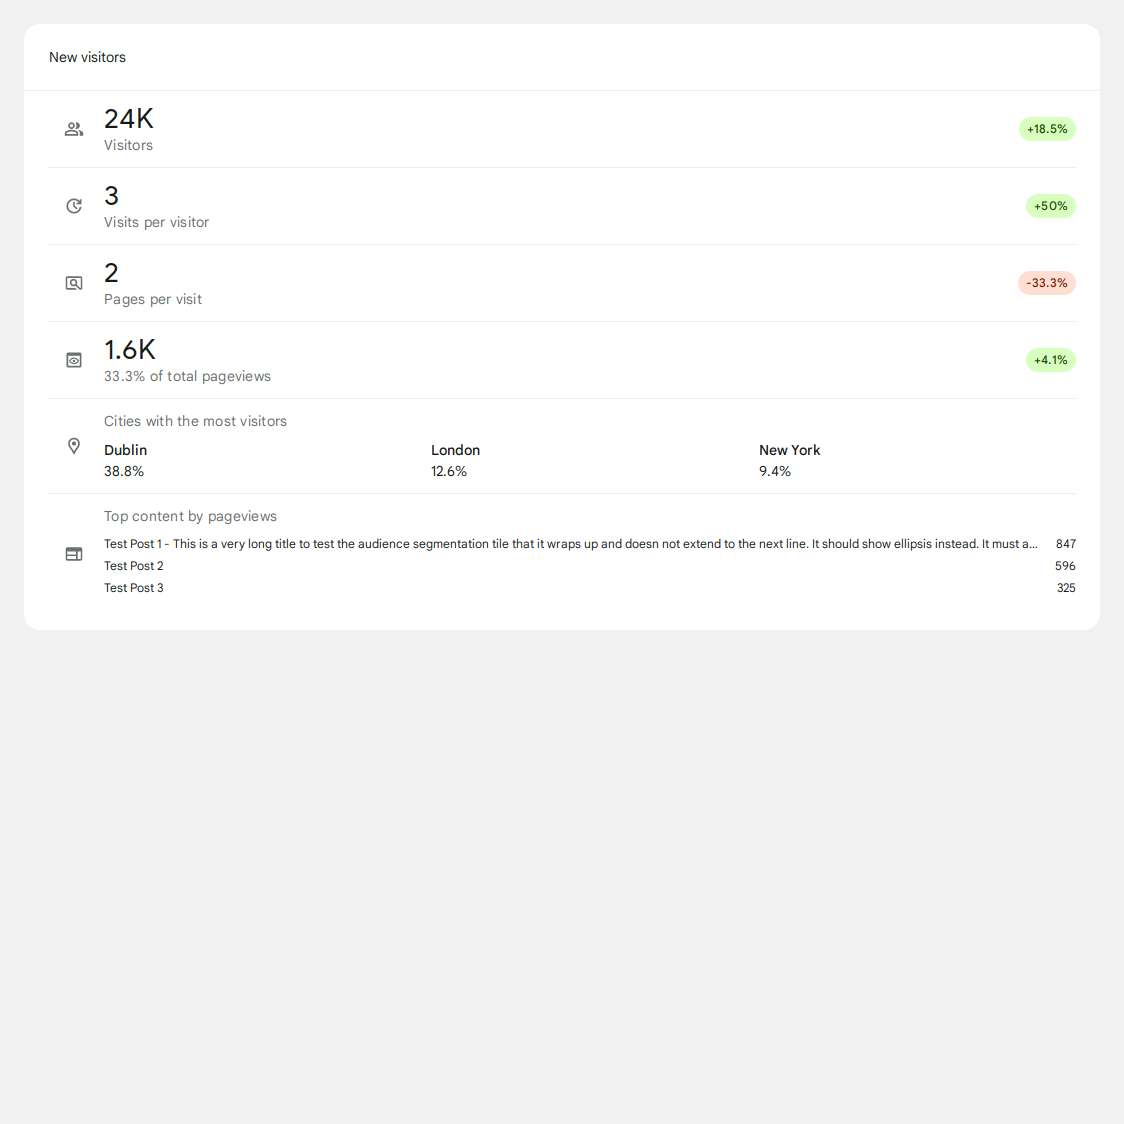 New visitors
24K
Visitors
+18.5%
3
Visits per visitor
+50%
2
Pages per visit
-33.3%
1.6K
33.3% of total pageviews
+4.1%
Cities with the most visitors
Dublin London New York
38.8% 12.6% 9.4%
Top content by pageviews
Test Post 1 - This is a very long title to test the audience segmentation tile that it wraps up and doesn not extend to the next line. It should show ellipsis instead. It must a... 847
Test Post 2 596
Test Post 3 325